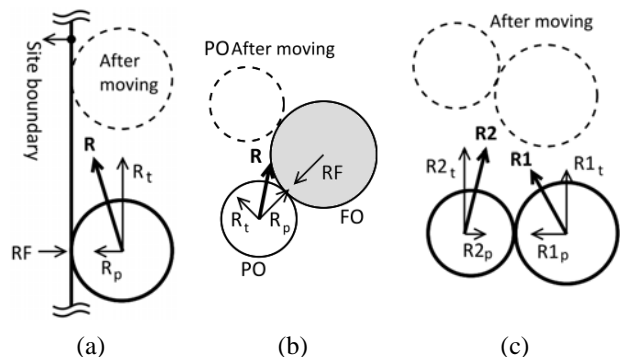 Site boundary
After
moving
R
Rt
RF
Rp
(a)
PO After moving
R
RF
Rt
Rp
FO
PO
(b)
After moving
R2
R1
R2t
R1t
R2p
R1p
(c)